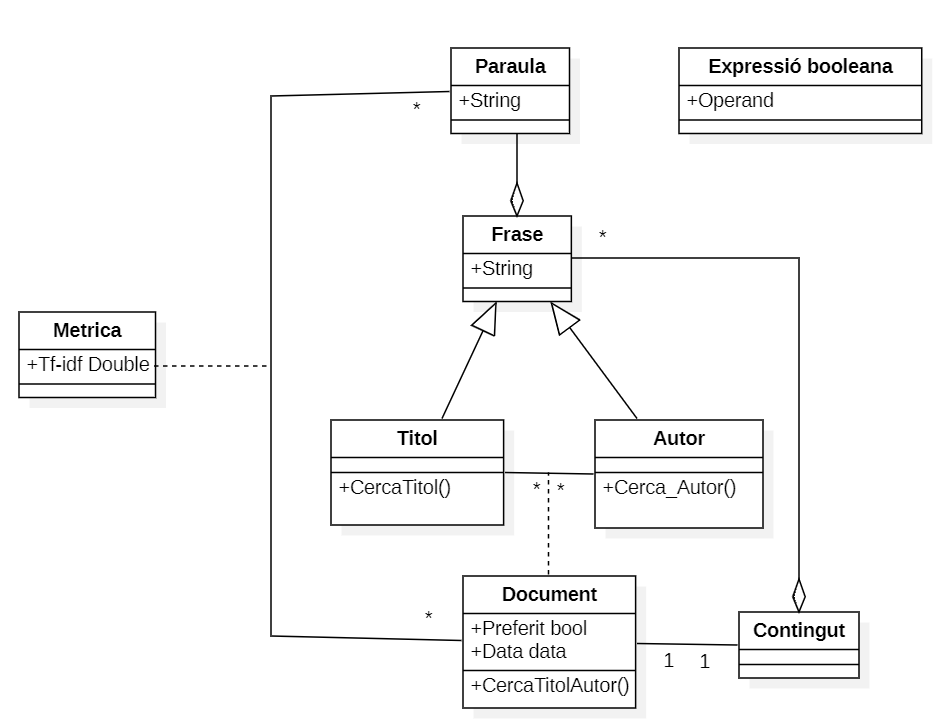 Paraula
+String
*
Expressió booleana
+Operand
Frase
+String
*
Metrica
+Tf-idf Double
Titol
+CercaTitol()
*
*
Autor
+Cerca_Autor()
Document
+Preferit bool
+Data data
+CercaTitolAutor()
*
1
1
Contingut